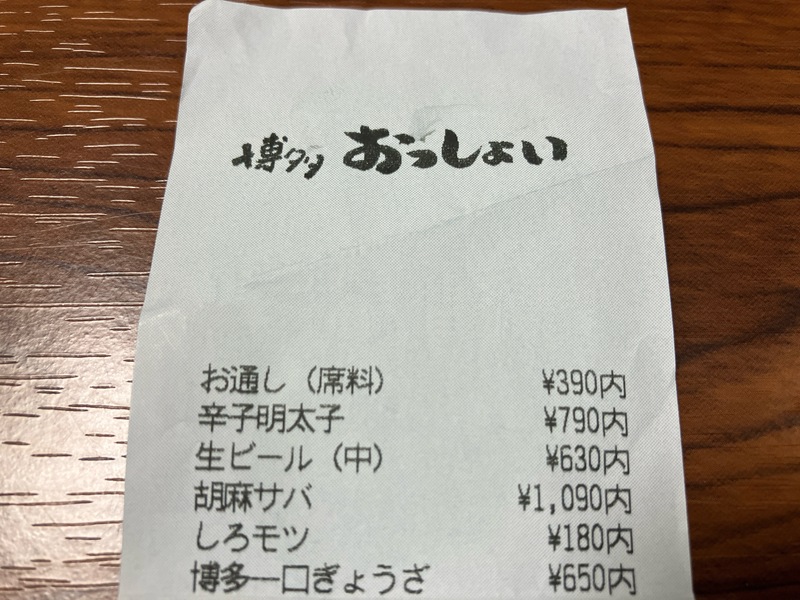 博多 おっしょい
お通し（席料） ¥390内
辛子明太子 ¥790内
生ビール（中） ¥630内
胡麻サバ ¥1,090内
しろモツ ¥180内
博多一口ぎょうざ ¥650内